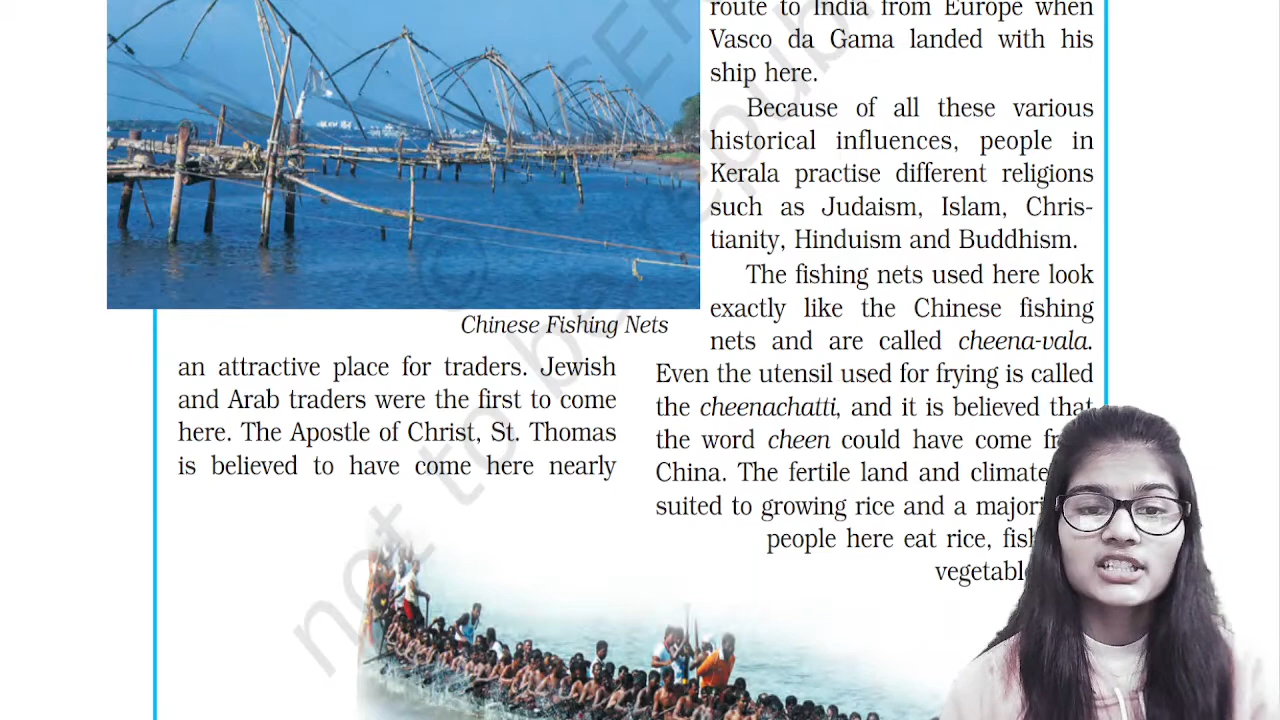 route to India from Europe when
Vasco da Gama landed with his
ship here.
Because of all these various
historical influences, people in
Kerala practise different religions
such as Judaism, Islam, Chris-
tianity, Hinduism and Buddhism.
The fishing nets used here look
exactly like the Chinese fishing
nets and are called cheena-vala.
Even the utensil used for frying is called
the cheenachatti, and it is believed that
the word cheen could have come
China. The fertile land and climate
suited to growing rice and a
people here eat rice,
Chinese Fishing Nets
an attractive place for traders. Jewish
and Arab traders were the first to come
here. The Apostle of Christ, St. Thomas
is believed to have come here nearly
not to be republ
©